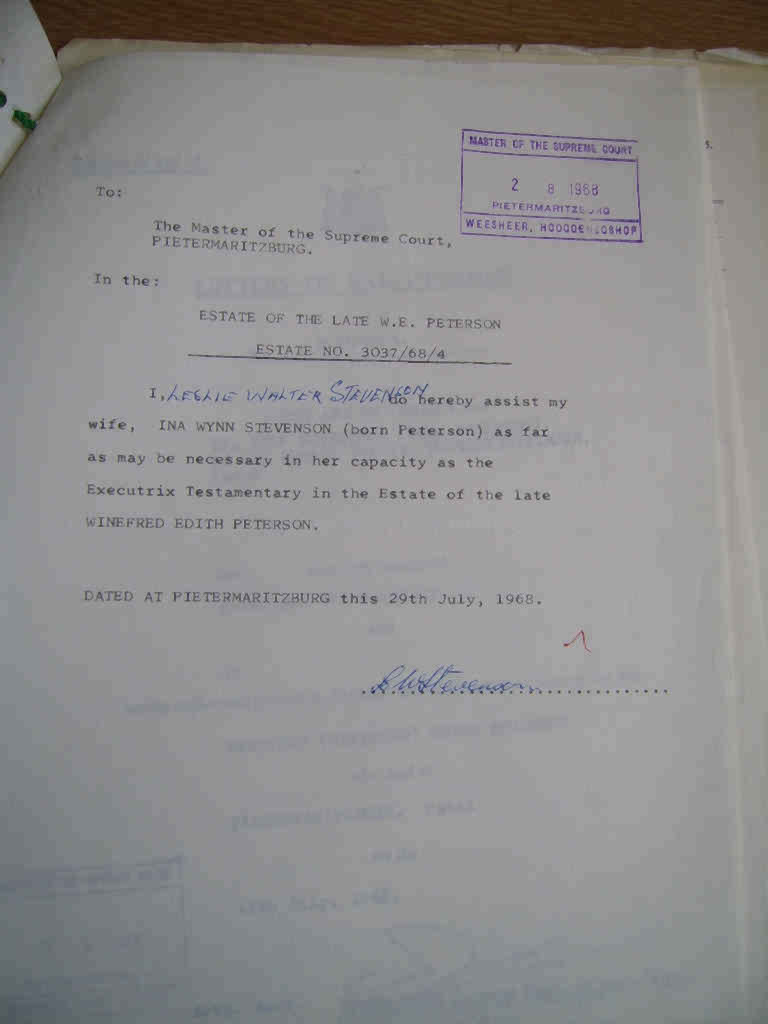 MASTER OF THE SUPREME COURT
2 8 1968
PIETERMARITZBURG
WEESHEER, HOOGGEREGSHOF
To:
The Master of the Supreme Court,
PIETERMARITZBURG.
In the:
ESTATE OF THE LATE W.E. PETERSON
ESTATE NO. 3037/68/4
I, LESLIE WALTER STEVENSON do hereby assist my
wife, INA WYNN STEVENSON (born Peterson) as far
as may be necessary in her capacity as the
Executrix Testamentary in the Estate of the late
WINEFRED EDITH PETERSON.
DATED AT PIETERMARITZBURG this 29th July, 1968.
L W Stevenson